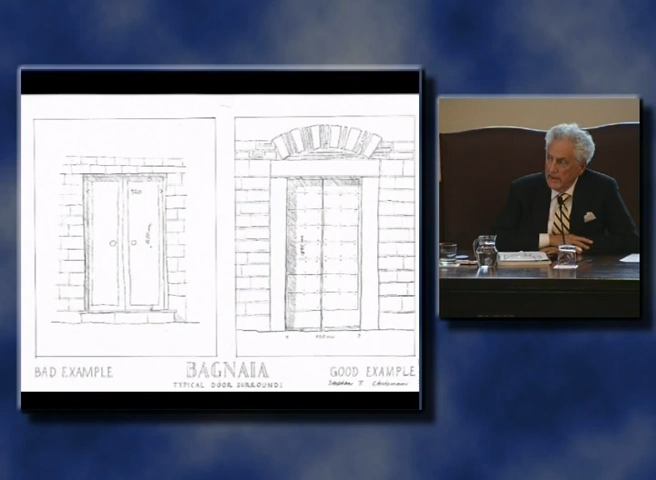 BAD EXAMPLE
BAGNAIA
GOOD EXAMPLE
TYPICAL DOOR SURROUNDS